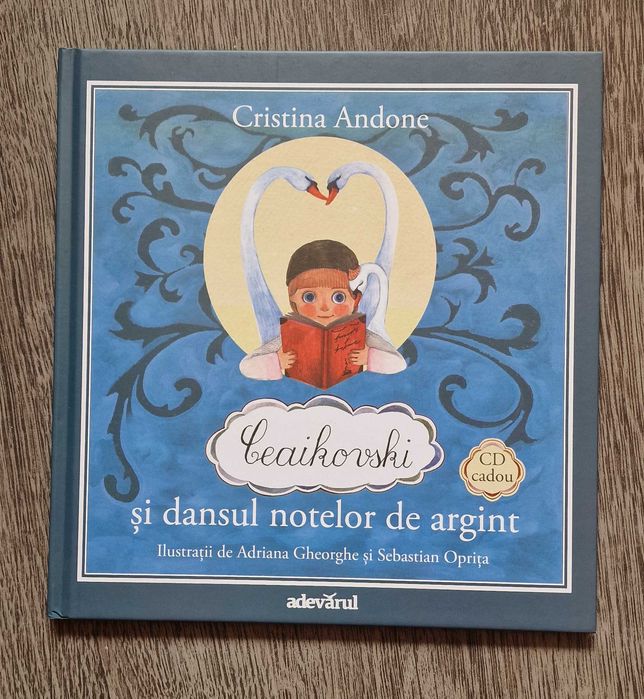 Cristina Andone
Ceaikovski
CD
cadou
și dansul notelor de argint
Ilustrații de Adriana Gheorghe și Sebastian Oprița
adevărul